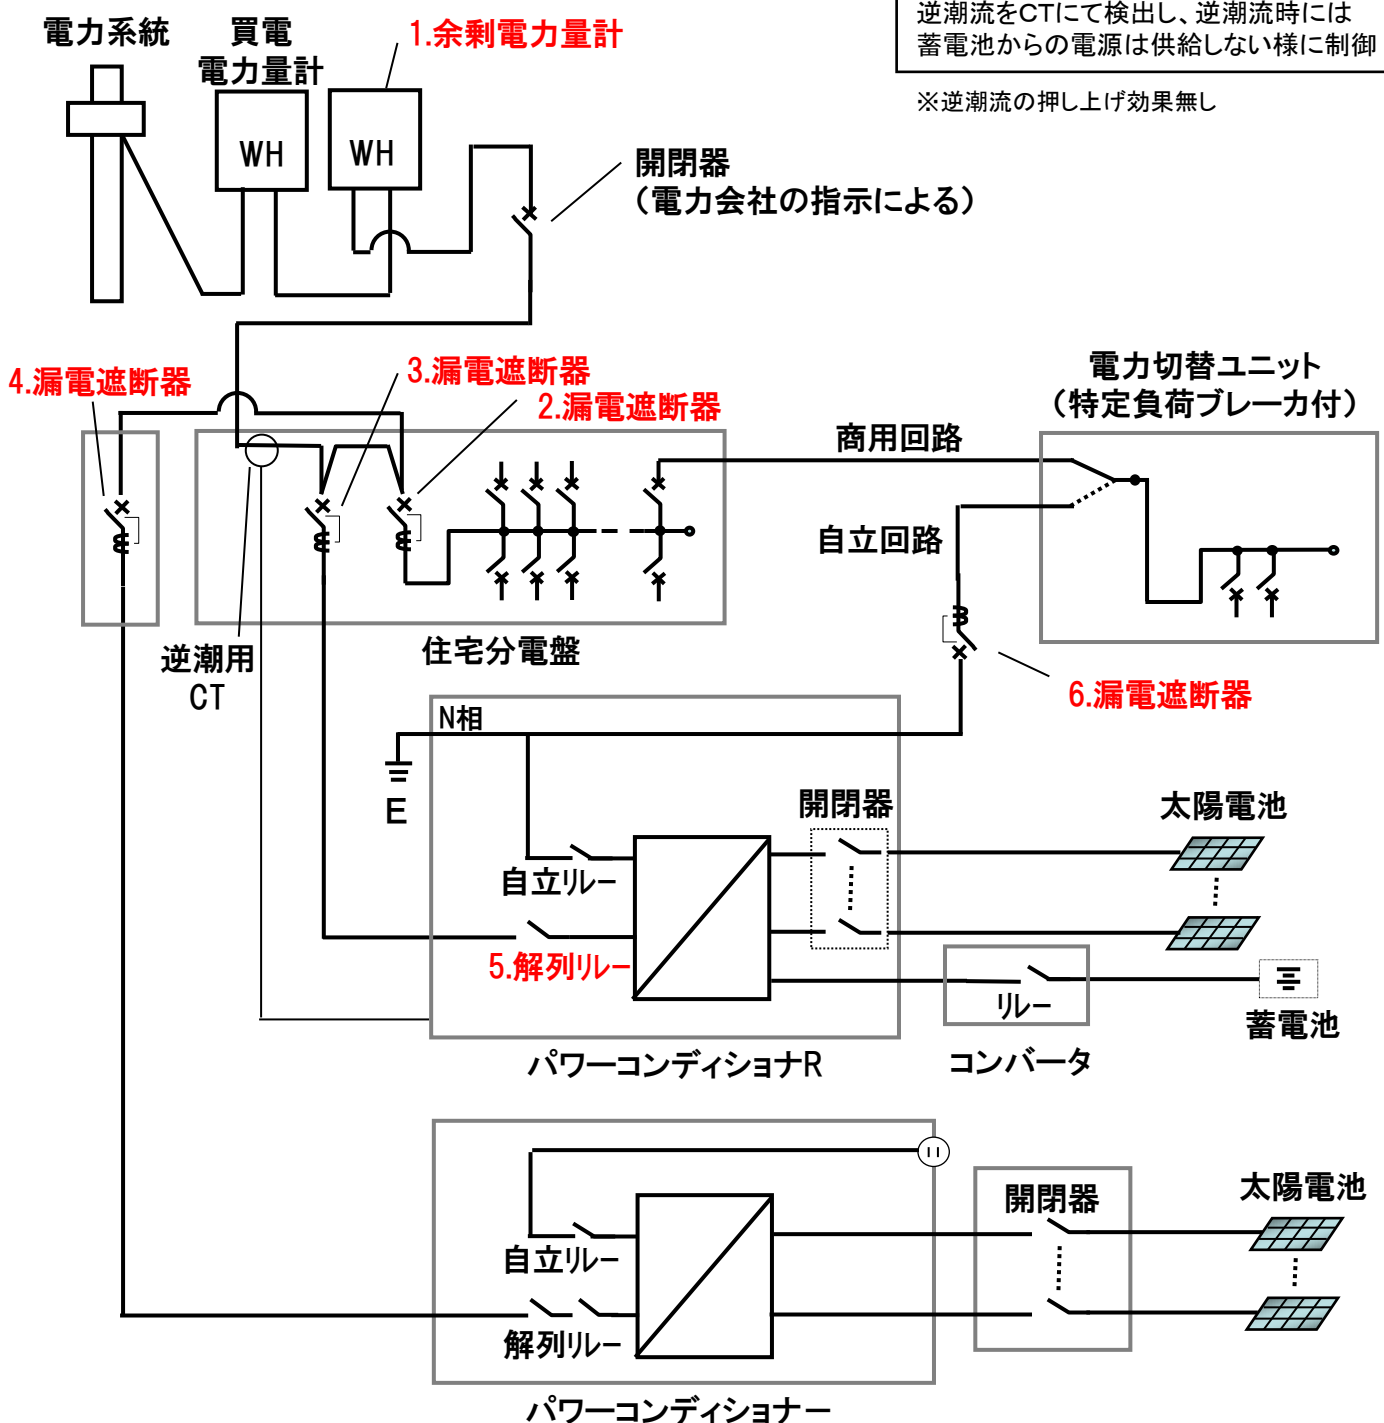 逆潮流をCTにて検出し、逆潮流時には
蓄電池からの電源は供給しない様に制御
※逆潮流の押し上げ効果無し
電力系統
買電
電力量計
1.余剰電力量計
WH
WH
開閉器
（電力会社の指示による）
4.漏電遮断器
3.漏電遮断器
2.漏電遮断器
電力切替ユニット
（特定負荷ブレーカ付）
商用回路
自立回路
逆潮用
CT
住宅分電盤
6.漏電遮断器
N相
E
開閉器
太陽電池
自立リレー
5.解列リレー
リレー
蓄電池
パワーコンディショナR
コンバータ
開閉器
太陽電池
自立リレー
解列リレー
パワーコンディショナー